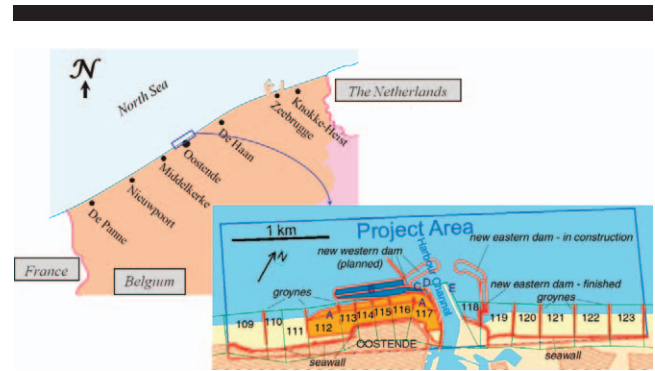 N
North Sea
The Netherlands
Knokke-Heist
Zeebrugge
De Haan
Oostende
Middelkerke
Nieuwpoort
De Panne
France
Belgium
1 km
Project Area
N
new western dam
(planned)
new eastern dam - in construction
Harbour
Channel
groynes
new eastern dam - finished
groynes
B
C
D
E
A
A
109
110
111
112
113
114
115
116
117
118
119
120
121
122
123
OOSTENDE
seawall
seawall